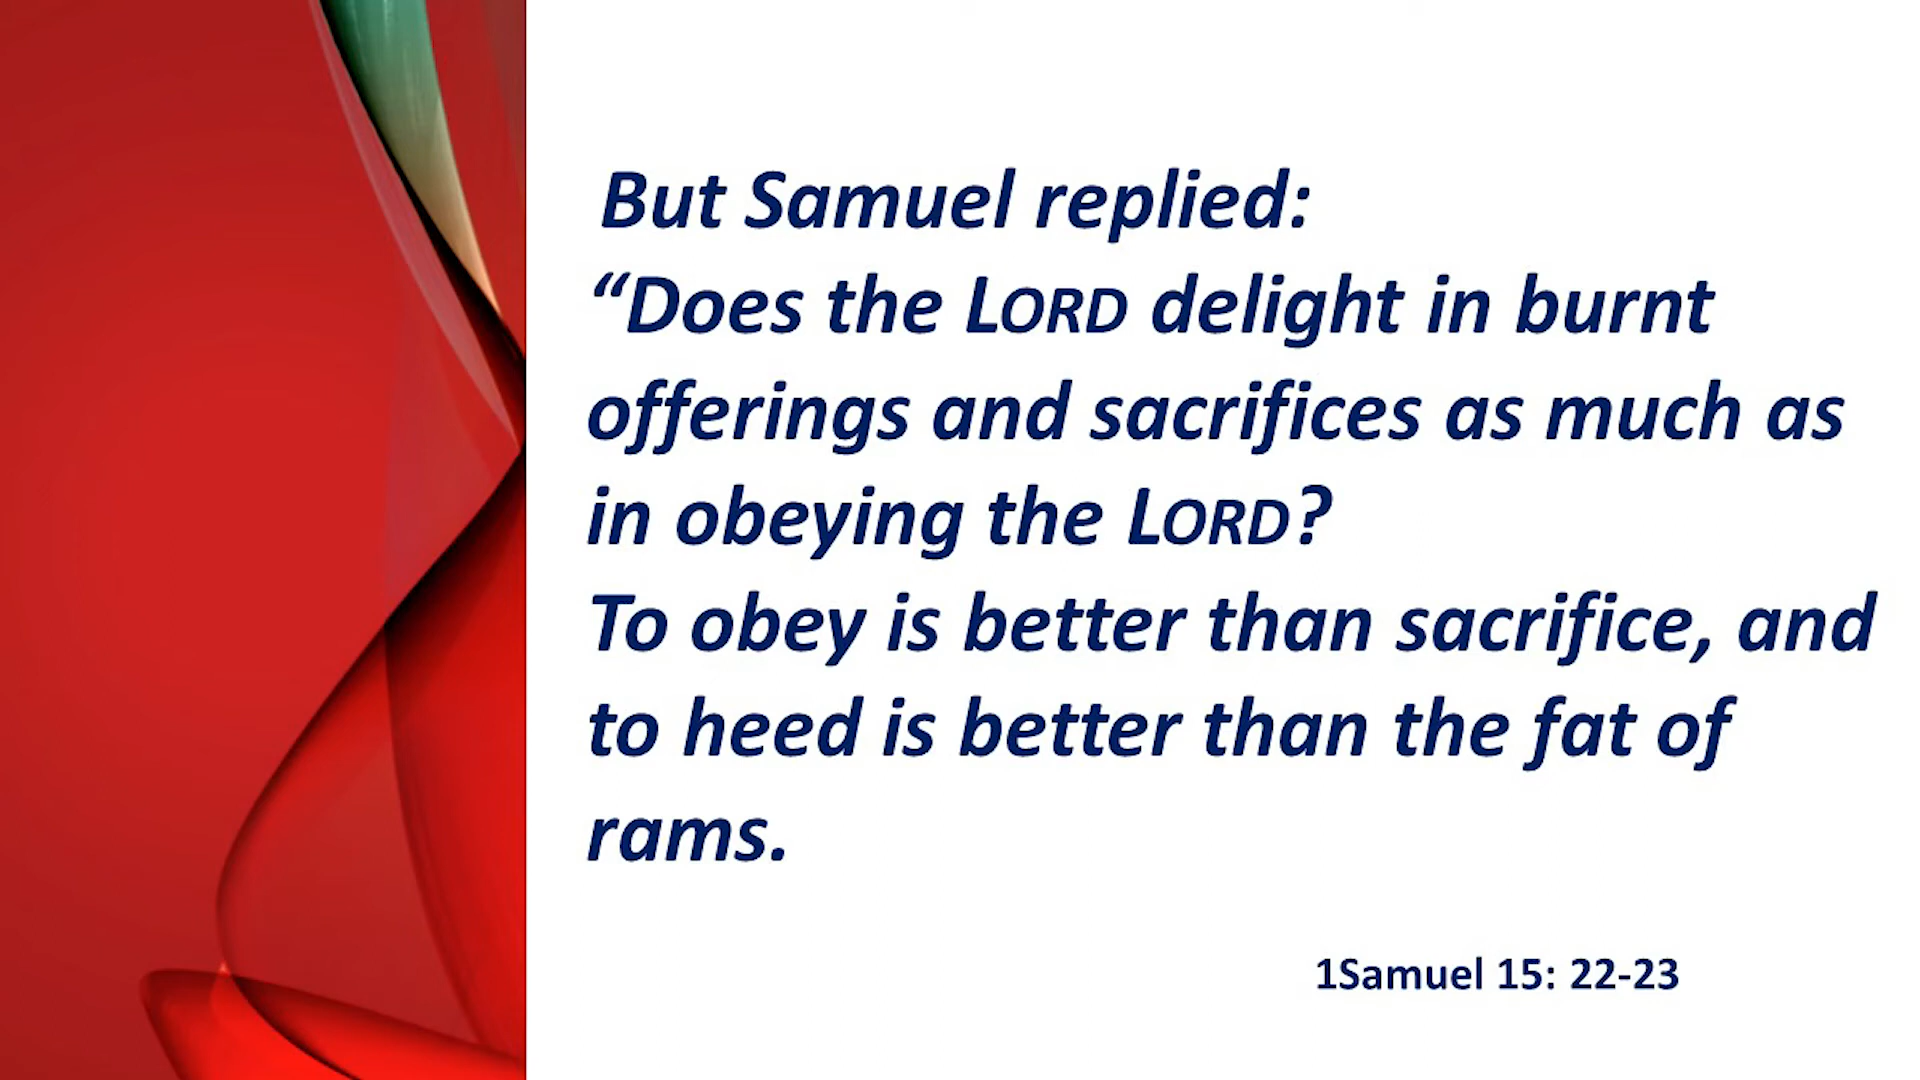 But Samuel replied:
“Does the LORD delight in burnt
offerings and sacrifices as much as
in obeying the LORD?
To obey is better than sacrifice, and
to heed is better than the fat of
rams.
1Samuel 15: 22-23